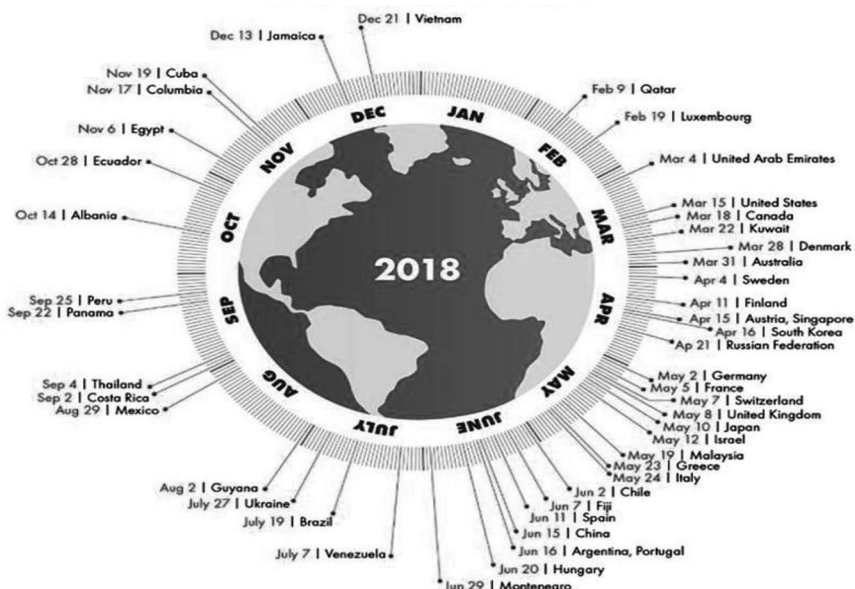 Dec 21 | Vietnam
Dec 13 | Jamaica
Nov 19 | Cuba
Nov 17 | Columbia
Nov 6 | Egypt
Oct 28 | Ecuador
Oct 14 | Albania
Sep 25 | Peru
Sep 22 | Panama
Sep 4 | Thailand
Sep 2 | Costa Rica
Aug 29 | Mexico
Aug 2 | Guyana
July 27 | Ukraine
July 19 | Brazil
July 7 | Venezuela
Feb 9 | Qatar
Feb 19 | Luxembourg
Mar 4 | United Arab Emirates
Mar 15 | United States
Mar 18 | Canada
Mar 22 | Kuwait
Mar 28 | Denmark
Mar 31 | Australia
Apr 4 | Sweden
Apr 11 | Finland
Apr 15 | Austria, Singapore
Apr 16 | South Korea
Ap 21 | Russian Federation
May 2 | Germany
May 5 | France
May 7 | Switzerland
May 8 | United Kingdom
May 10 | Japan
May 12 | Israel
May 19 | Malaysia
May 23 | Greece
May 24 | Italy
Jun 2 | Chile
Jun 7 | Fiji
Jun 11 | Spain
Jun 15 | China
Jun 16 | Argentina, Portugal
Jun 20 | Hungary
Jun 29 | Montenegro
JAN
FEB
MAR
APR
MAY
JUNE
JULY
AUG
SEP
OCT
NOV
DEC
2018